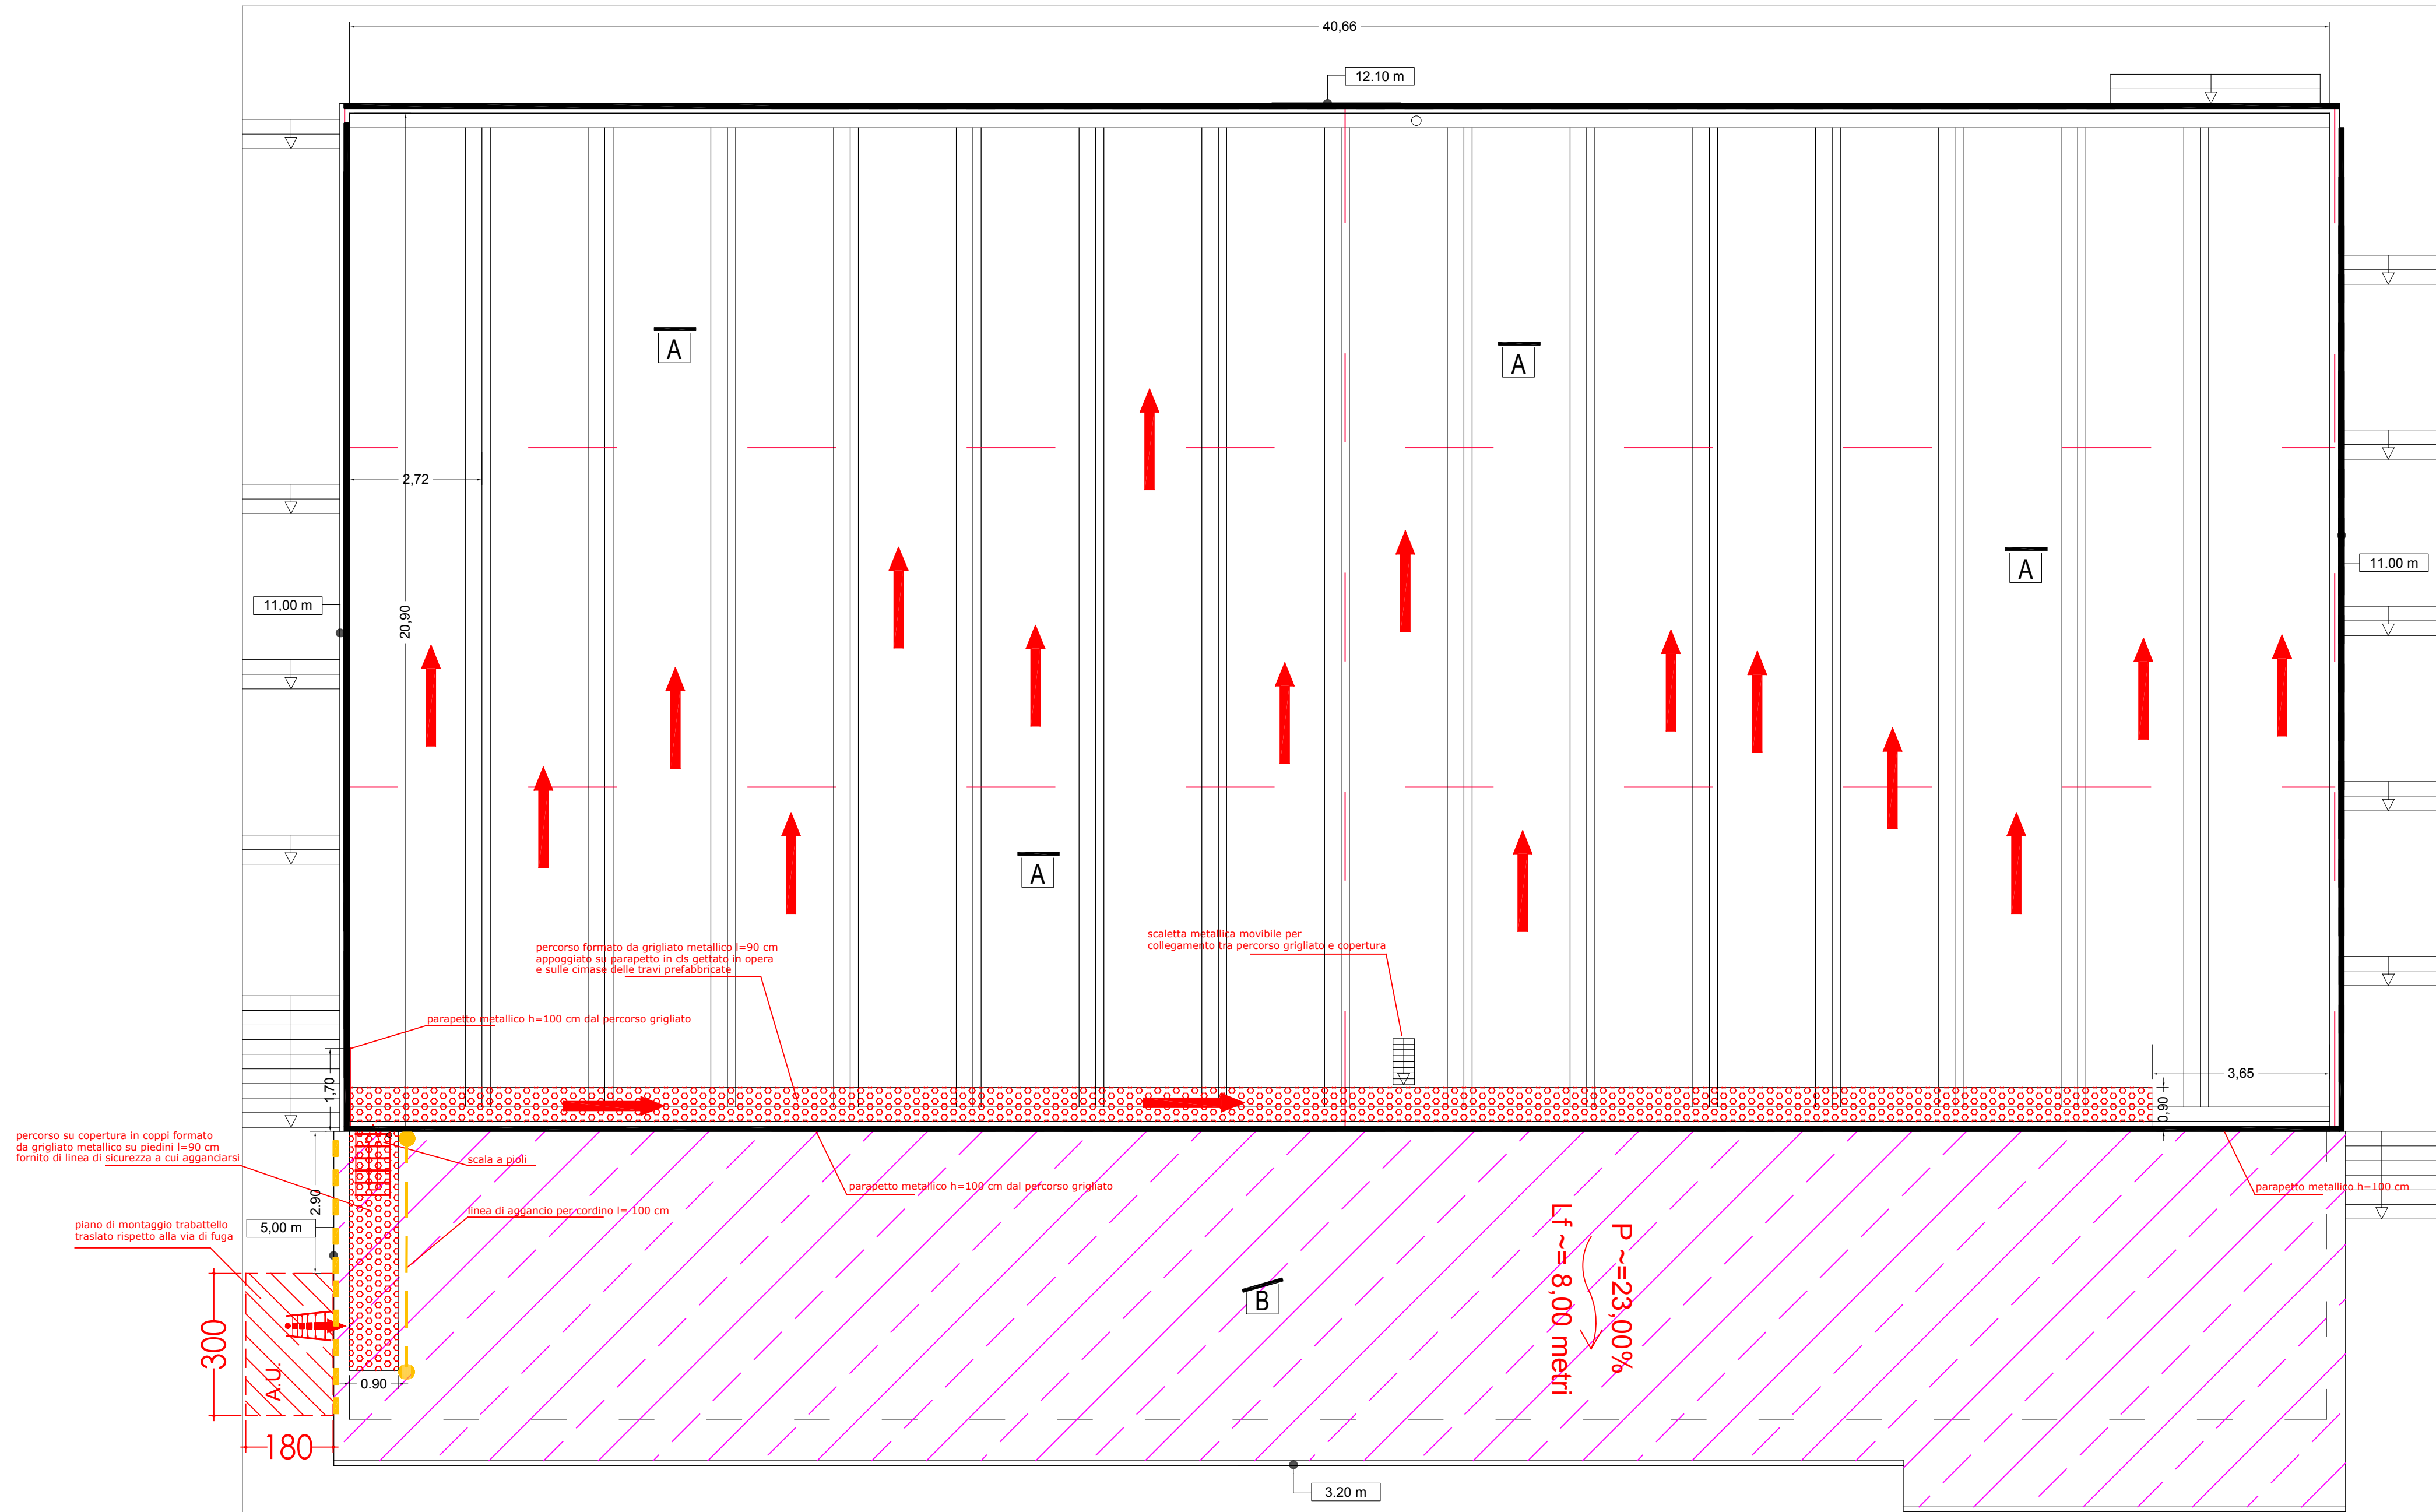 40,66
12.10 m
A
A
2,72
A
11.00 m
11,00 m
20,90
A
percorso formato da grigliato metallico l=90 cm
appoggiato su parapetto in cls gettato in opera
e sulle cimase delle travi prefabbricate
scaletta metallica movibile per
collegamento tra percorso grigliato e copertura
parapetto metallico h=100 cm dal percorso grigliato
1,70
3,65
0,90
percorso su copertura in coppi formato
da grigliato metallico su piedini l=90 cm
fornito di linea di sicurezza a cui agganciarsi
scala a pioli
parapetto metallico h=100 cm dal percorso grigliato
parapetto metallico h=100 cm
2.90
linea di aggancio per cordino l= 100 cm
piano di montaggio trabattello
traslato rispetto alla via di fuga
5,00 m
P ~=23,00%
Lf ~= 8,00 metri
B
300
A.U.
0.90
180
3.20 m